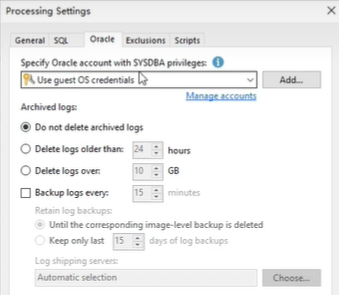 Processing Settings
General SQL Oracle Exclusions Scripts
Specify Oracle account with SYSDBA privileges:
Use guest OS credentials Add...
Manage accounts
Archived logs:
Do not delete archived logs
Delete logs older than: 24 hours
Delete logs over: 10 GB
Backup logs every: 15 minutes
Retain log backups:
Until the corresponding image-level backup is deleted
Keep only last 15 days of log backups
Log shipping servers:
Automatic selection Choose...